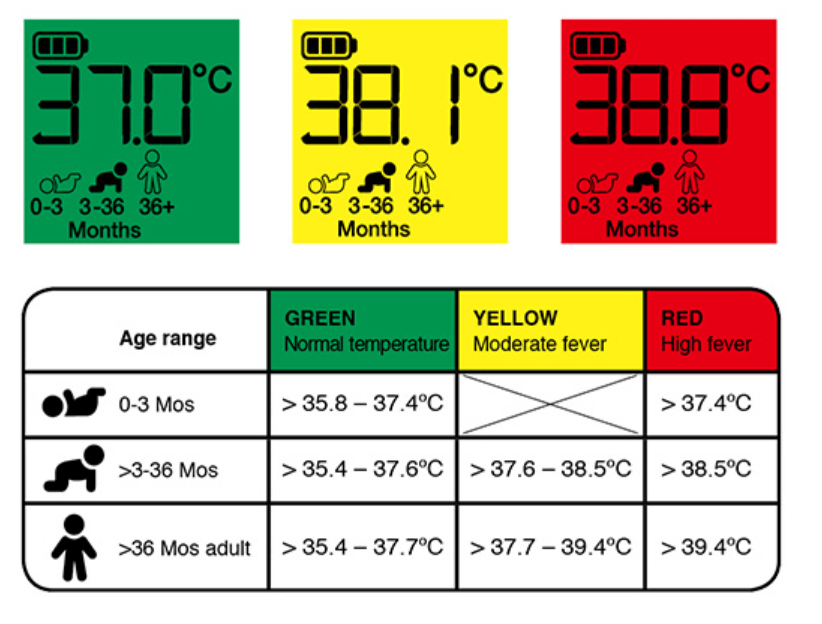 37.0°C
0-3 3-36 36+
Months
38.1°C
0-3 3-36 36+
Months
38.8°C
0-3 3-36 36+
Months
Age range
GREEN
Normal temperature
YELLOW
Moderate fever
RED
High fever
0-3 Mos
> 35.8 – 37.4ºC
> 37.4ºC
>3-36 Mos
> 35.4 – 37.6ºC
> 37.6 – 38.5ºC
> 38.5ºC
>36 Mos adult
> 35.4 – 37.7ºC
> 37.7 – 39.4ºC
> 39.4ºC